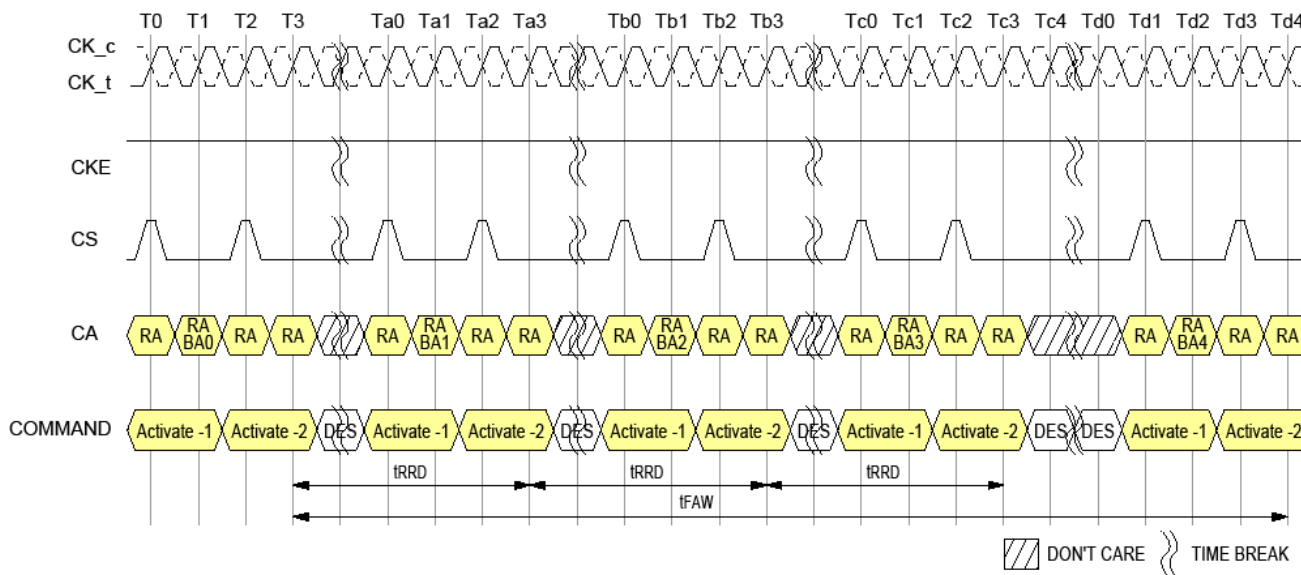 T0 T1 T2 T3 Ta0 Ta1 Ta2 Ta3 Tb0 Tb1 Tb2 Tb3 Tc0 Tc1 Tc2 Tc3 Tc4 Td0 Td1 Td2 Td3 Td4
CK_c
CK_t
CKE
CS
CA RA RA BA0 RA RA RA RA BA1 RA RA RA RA BA2 RA RA RA RA BA3 RA RA RA RA BA4 RA RA
COMMAND Activate -1 Activate -2 DES Activate -1 Activate -2 DES Activate -1 Activate -2 DES Activate -1 Activate -2 DES DES Activate -1 Activate -2
tRRD tRRD tRRD
tFAW
DON'T CARE TIME BREAK